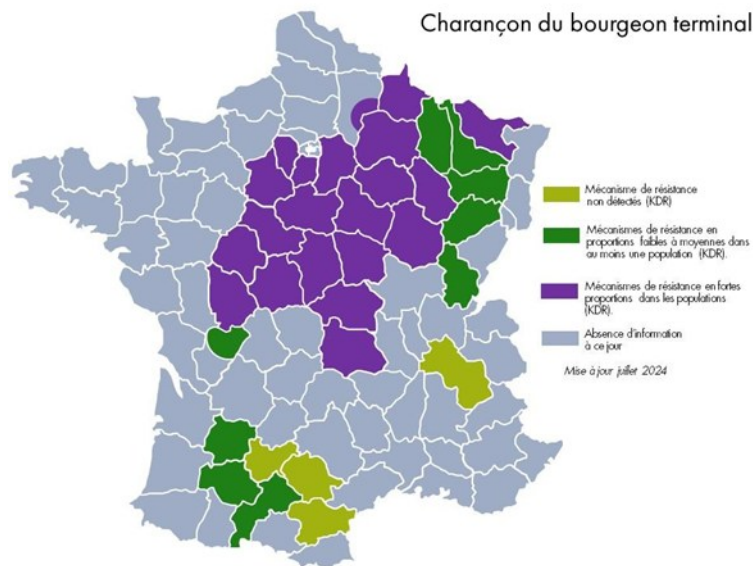 Charançon du bourgeon terminal
Mécanisme de résistance
non détectés (KDR)
Mécanismes de résistance en
proportions faibles à moyennes dans
au moins une population (KDR).
Mécanismes de résistance en fortes
proportions dans les populations
(KDR).
Absence d'information
à ce jour
Mise à jour juillet 2024